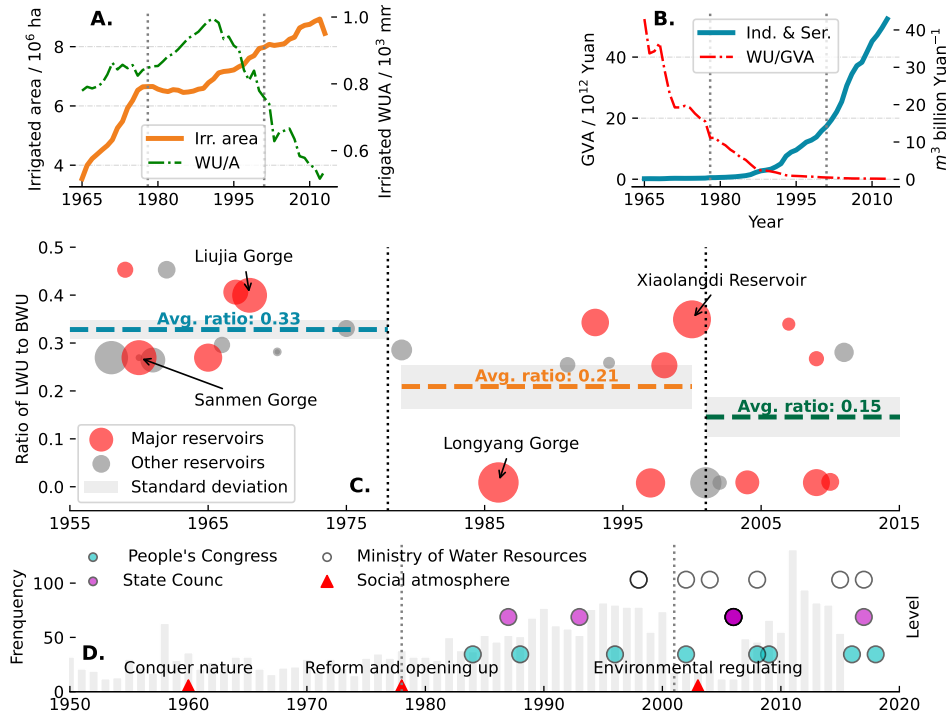 A.
Irrigated area / 10⁶ ha
8
6
4
1.0
0.8
0.6
Irrigated WUA / 10³ mm
Irr. area
WU/A
1965
1980
1995
2010
B.
GVA / 10¹² Yuan
40
20
0
40
30
20
10
0
m³ billion Yuan⁻¹
Ind. & Ser.
WU/GVA
1965
1980
1995
2010
Year
Ratio of LWU to BWU
0.5
0.4
0.3
0.2
0.1
0.0
Liujia Gorge
Xiaolangdi Reservoir
Avg. ratio: 0.33
Avg. ratio: 0.21
Avg. ratio: 0.15
Sanmen Gorge
Longyang Gorge
Major reservoirs
Other reservoirs
Standard deviation
C.
1955
1965
1975
1985
1995
2005
2015
People's Congress
Ministry of Water Resources
State Counc
Social atmosphere
Frenquency
100
50
0
Level
D.
Conquer nature
Reform and opening up
Environmental regulating
1950
1960
1970
1980
1990
2000
2010
2020